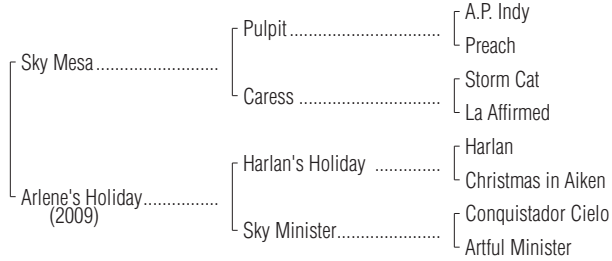 A.P. Indy
Pulpit
Preach
Sky Mesa
Storm Cat
Caress
La Affirmed
Harlan
Harlan's Holiday
Christmas in Aiken
Arlene's Holiday
(2009)
Conquistador Cielo
Sky Minister
Artful Minister